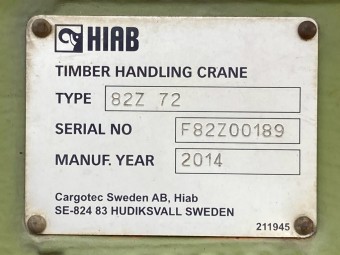 HIAB
TIMBER HANDLING CRANE
TYPE 82Z 72
SERIAL NO F82Z00189
MANUF. YEAR 2014
Cargotec Sweden AB, Hiab
SE-824 83 HUDIKSVALL SWEDEN
211945